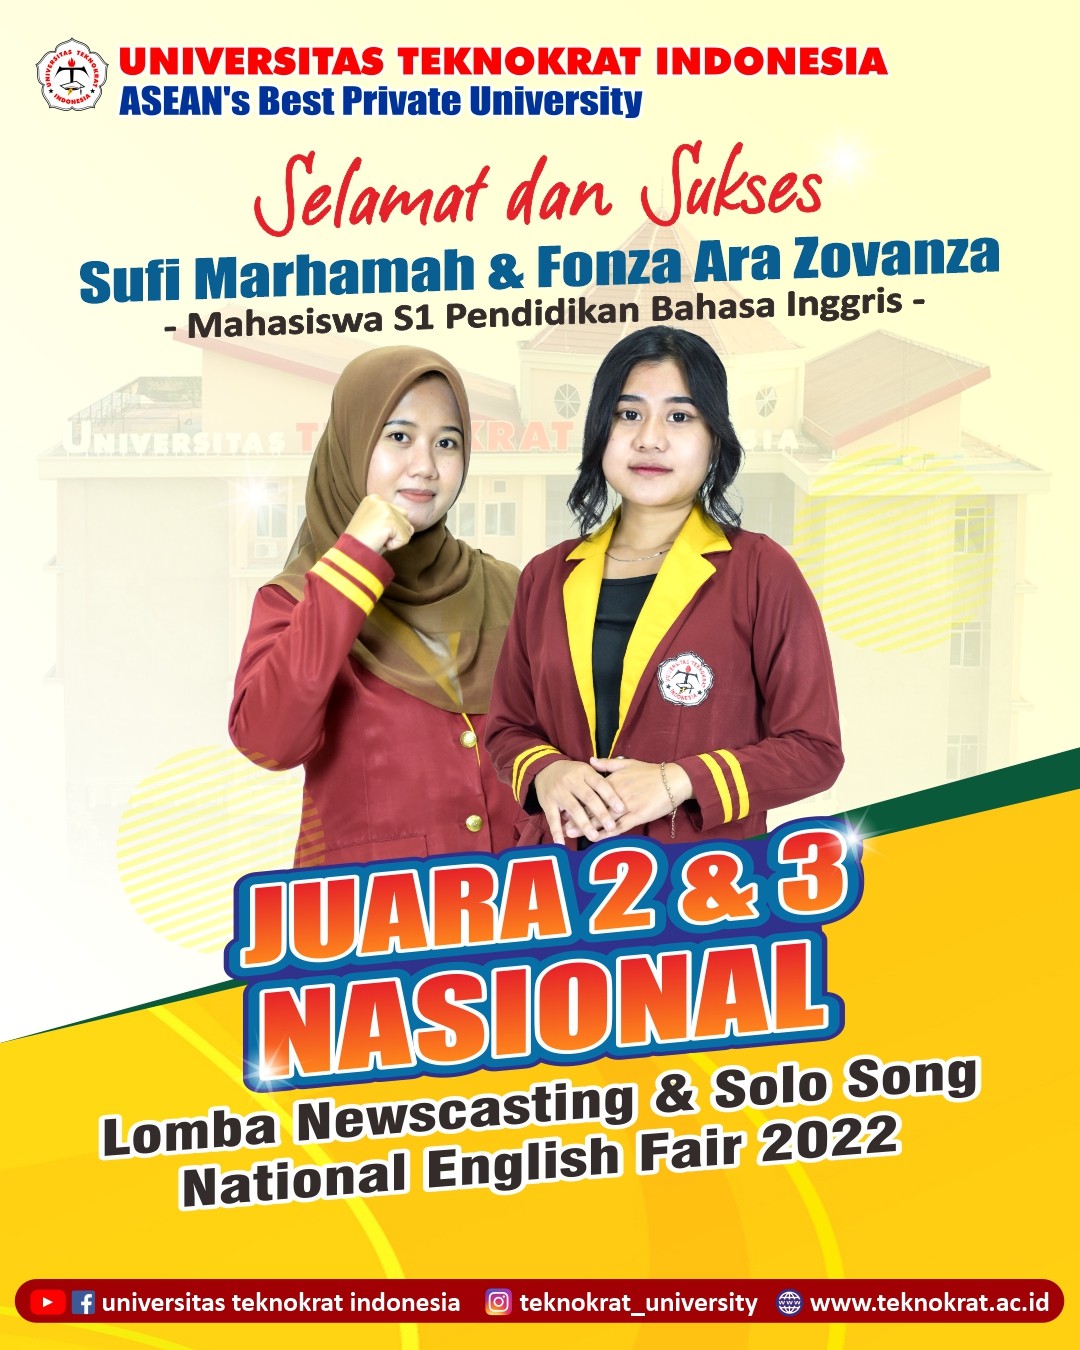 UNIVERSITAS TEKNOKRAT INDONESIA
ASEAN's Best Private University
Selamat dan Sukses
Sufi Marhamah & Fonza Ara Zovanza
- Mahasiswa S1 Pendidikan Bahasa Inggris -
JUARA 2 & 3
NASIONAL
Lomba Newscasting & Solo Song
National English Fair 2022
universitas teknokrat indonesia teknokrat_university www.teknokrat.ac.id